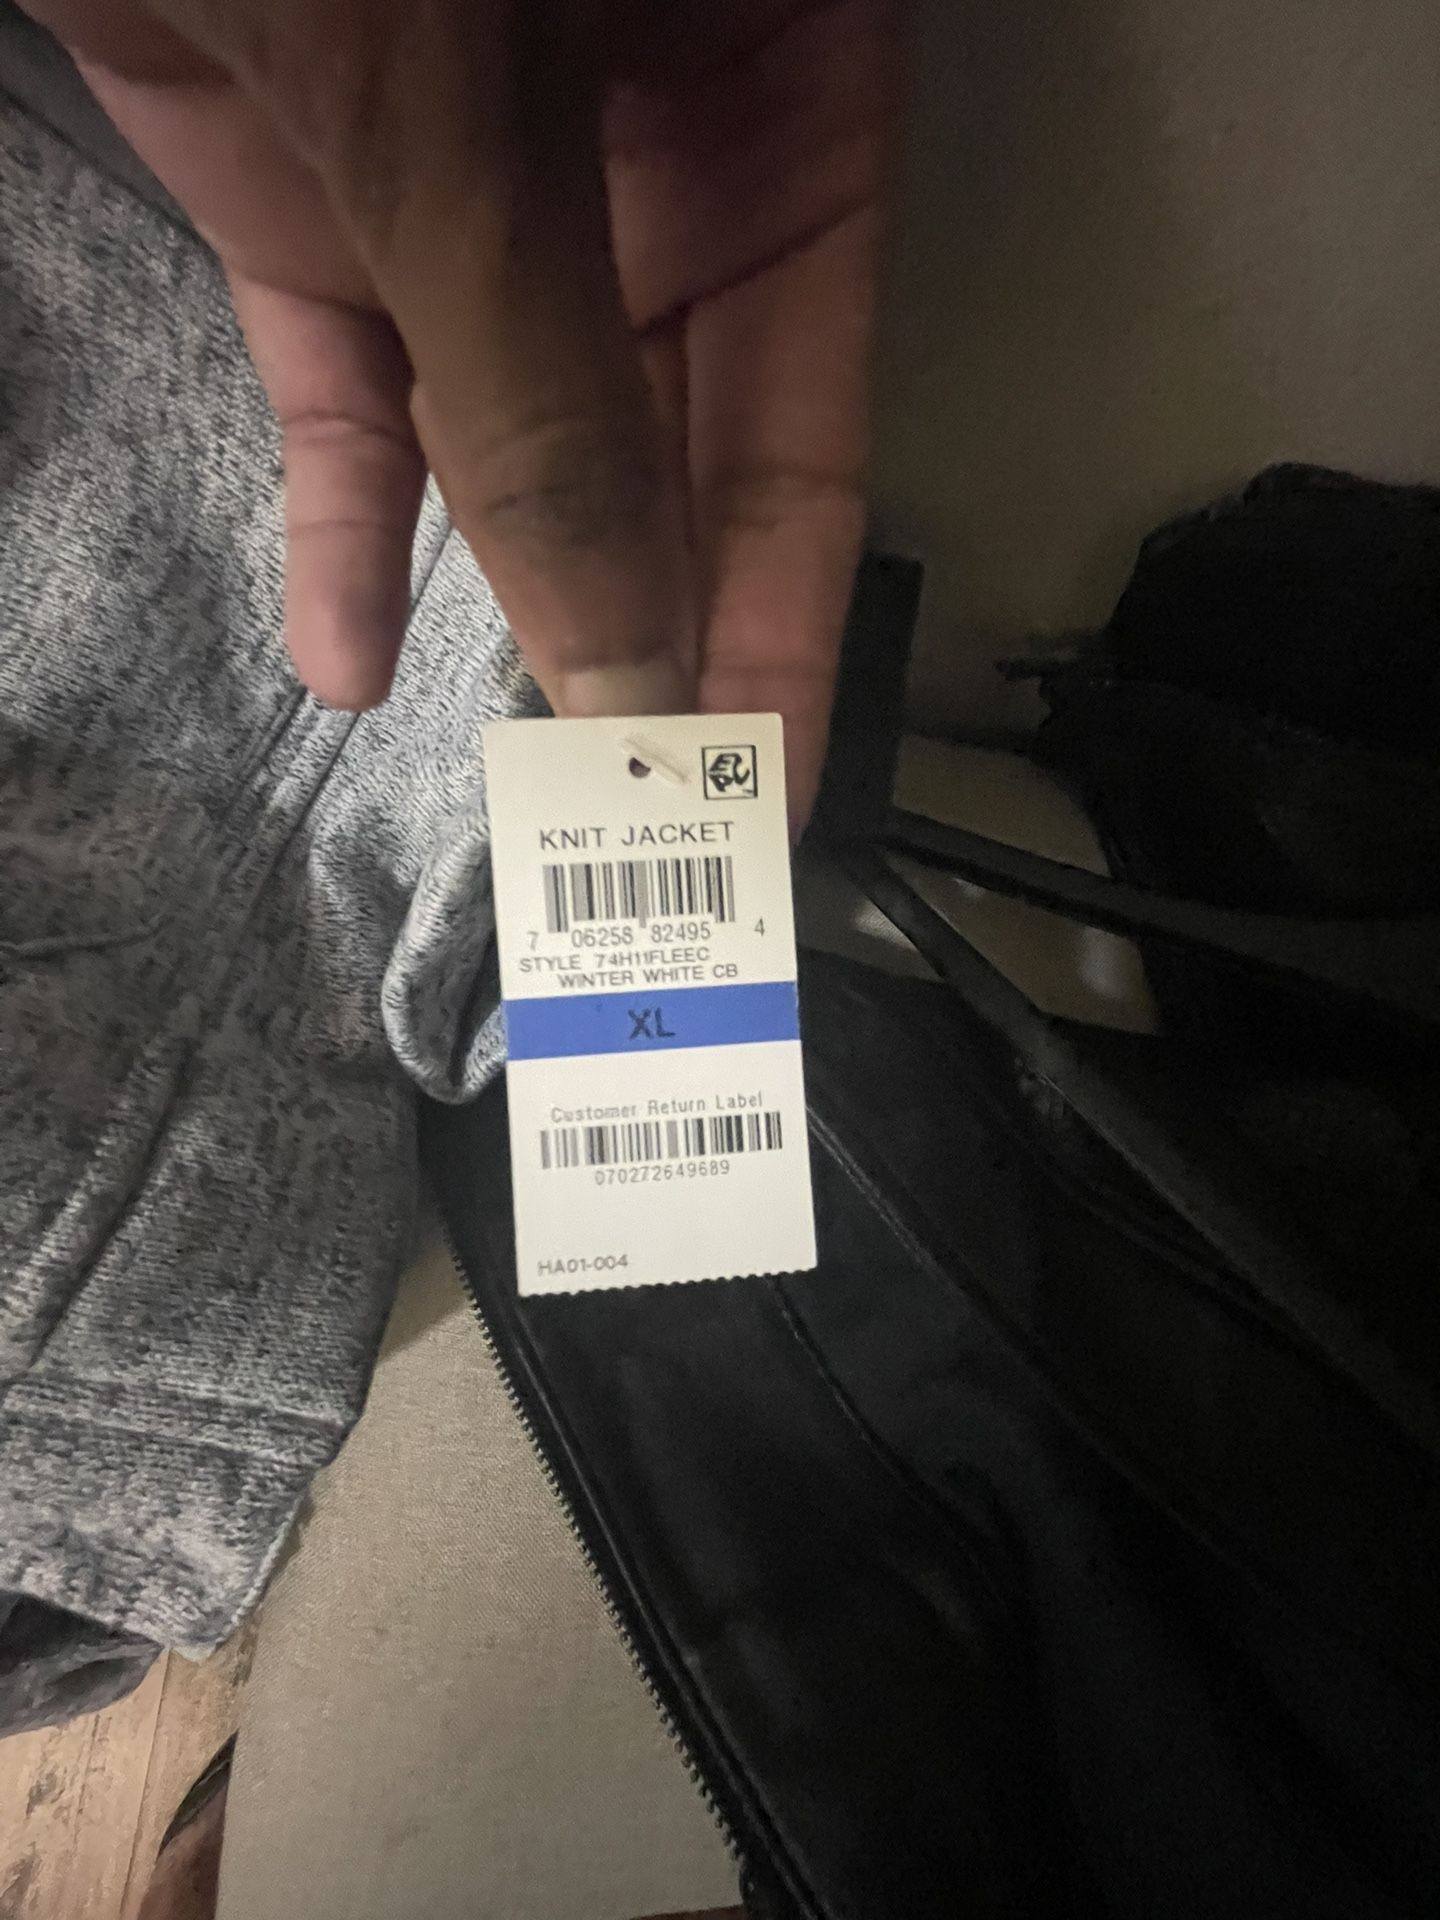 KNIT JACKET
7 06258 82495 4
STYLE 74H11FLEEC
WINTER WHITE CB
XL
Customer Return Label
070272649689
HA01-004